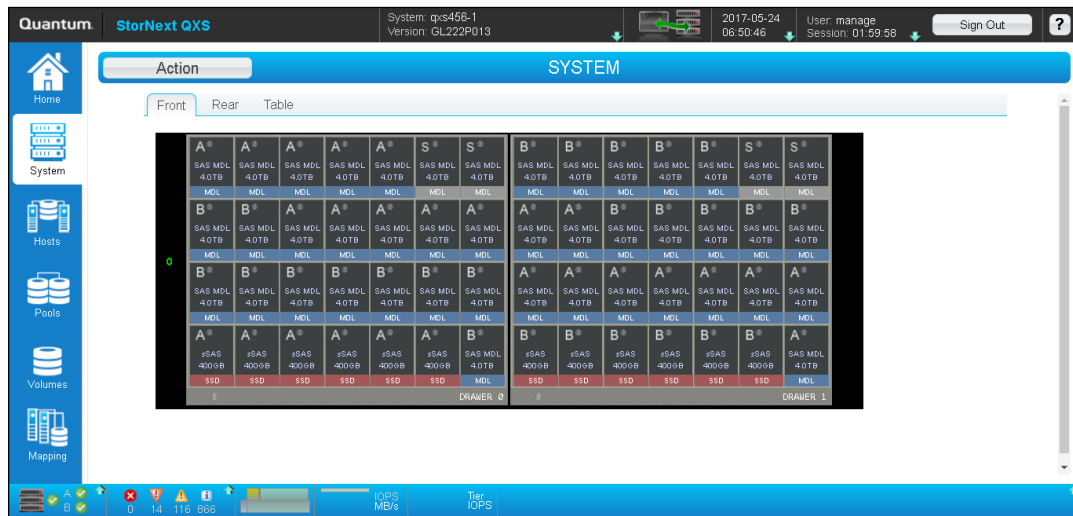 Quantum. StorNext QXS System: qxs456-1 2017-05-24 User: manage Sign Out ?
Version: GL222P013 06:50:46 Session: 01:59:58
Home
Action SYSTEM
Front Rear Table
System
Hosts
Pools
Volumes
Mapping
A A A A A S S B B B B B S S
SAS MDL SAS MDL SAS MDL SAS MDL SAS MDL SAS MDL SAS MDL SAS MDL SAS MDL SAS MDL SAS MDL SAS MDL SAS MDL SAS MDL
4.0TB 4.0TB 4.0TB 4.0TB 4.0TB 4.0TB 4.0TB 4.0TB 4.0TB 4.0TB 4.0TB 4.0TB 4.0TB 4.0TB
MDL MDL MDL MDL MDL MDL MDL MDL MDL MDL MDL MDL MDL MDL
B B A A A A A A A B B B B B
SAS MDL SAS MDL SAS MDL SAS MDL SAS MDL SAS MDL SAS MDL SAS MDL SAS MDL SAS MDL SAS MDL SAS MDL SAS MDL SAS MDL
4.0TB 4.0TB 4.0TB 4.0TB 4.0TB 4.0TB 4.0TB 4.0TB 4.0TB 4.0TB 4.0TB 4.0TB 4.0TB 4.0TB
MDL MDL MDL MDL MDL MDL MDL MDL MDL MDL MDL MDL MDL MDL
0
B B B B B B B A A A A A A A
SAS MDL SAS MDL SAS MDL SAS MDL SAS MDL SAS MDL SAS MDL SAS MDL SAS MDL SAS MDL SAS MDL SAS MDL SAS MDL SAS MDL
4.0TB 4.0TB 4.0TB 4.0TB 4.0TB 4.0TB 4.0TB 4.0TB 4.0TB 4.0TB 4.0TB 4.0TB 4.0TB 4.0TB
MDL MDL MDL MDL MDL MDL MDL MDL MDL MDL MDL MDL MDL MDL
A A A A A A B B B B B B B A
sSAS sSAS sSAS sSAS sSAS sSAS SAS MDL sSAS sSAS sSAS sSAS sSAS sSAS SAS MDL
400GB 400GB 400GB 400GB 400GB 400GB 4.0TB 400GB 400GB 400GB 400GB 400GB 400GB 4.0TB
SSD SSD SSD SSD SSD SSD MDL SSD SSD SSD SSD SSD SSD MDL
DRAWER 0 DRAWER 1
A IOPS Tier
B 0 14 116 866 MB/s IOPS